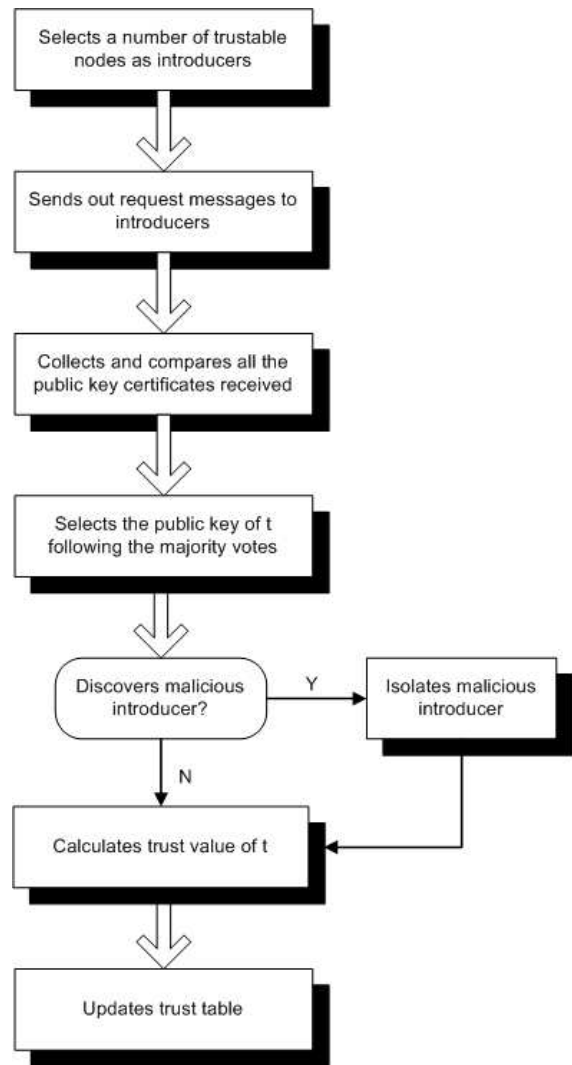 Selects a number of trustable
nodes as introducers
Sends out request messages to
introducers
Collects and compares all the
public key certificates received
Selects the public key of t
following the majority votes
Discovers malicious
introducer?
Y
Isolates malicious
introducer
N
Calculates trust value of t
Updates trust table